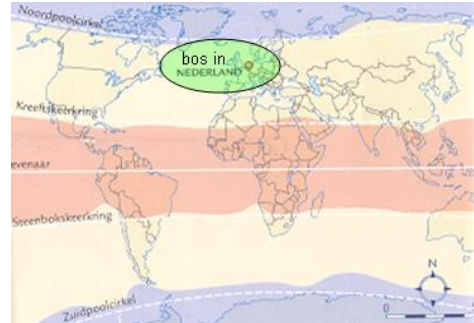 Noordpoolcirkel
bos in
NEDERLAND
Kreeftskeerkring
evenaar
Steenbokskeerkring
N
Zuidpoolcirkel
0